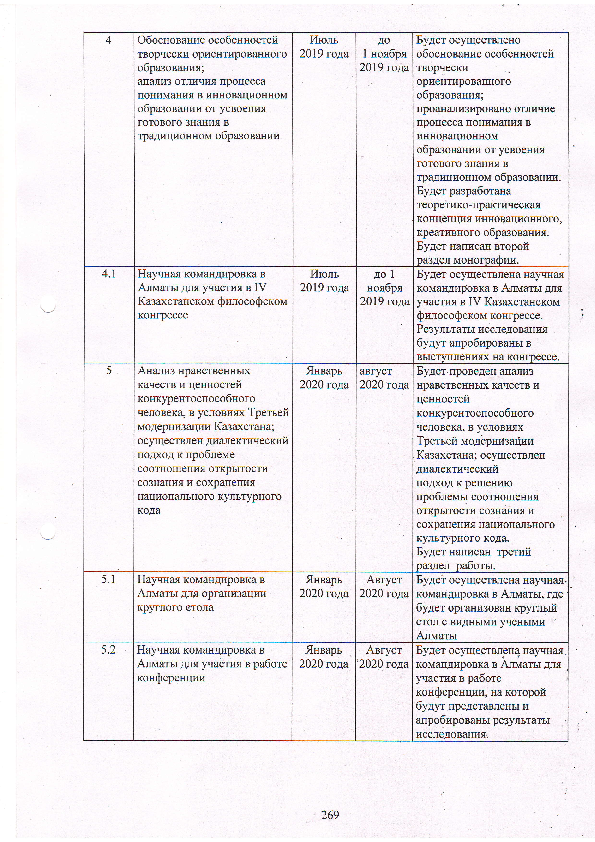 4
Обоснование особенностей
творчески ориентированного
образования;
анализ отличия процесса
понимания в инновационном
образовании от усвоения
готового знания в
традиционном образовании
Июль
2019 года
до
1 ноября
2019 года
Будет осуществлено
обоснование особенностей
творчески
ориентированного
образования;
проанализировано отличие
процесса понимания в
инновационном
образовании от усвоения
готового знания в
традиционном образовании.
Будет разработана
теоретико-практическая
концепция инновационного,
креативного образования.
Будет написан второй
раздел монографии.
4.1
Научная командировка в
Алматы для участия в IV
Казахстанском философском
конгрессе
Июль
2019 года
до 1
ноября
2019 года
Будет осуществлена научная
командировка в Алматы для
участия в IV Казахстанском
философском конгрессе.
Результаты исследования
будут апробированы в
выступлениях на конгрессе.
5
Анализ нравственных
качеств и ценностей
конкурентоспособного
человека, в условиях Третьей
модернизации Казахстана;
осуществлен диалектический
подход к проблеме
соотношения открытости
сознания и сохранения
национального культурного
кода
Январь
2020 года
август
2020 года
Будет проведен анализ
нравственных качеств и
ценностей
конкурентоспособного
человека, в условиях
Третьей модернизации
Казахстана; осуществлен
диалектический
подход к решению
проблемы соотношения
открытости сознания и
сохранения национального
культурного кода.
Будет написан третий
раздел работы.
5.1
Научная командировка в
Алматы для организации
круглого стола
Январь
2020 года
Август
2020 года
Будет осуществлена научная
командировка в Алматы, где
будет организован круглый
стол с видными учеными
Алматы
5.2
Научная командировка в
Алматы для участия в работе
конференции
Январь
2020 года
Август
2020 года
Будет осуществлена научная
командировка в Алматы для
участия в работе
конференции, на которой
будут представлены и
апробированы результаты
исследования.
269